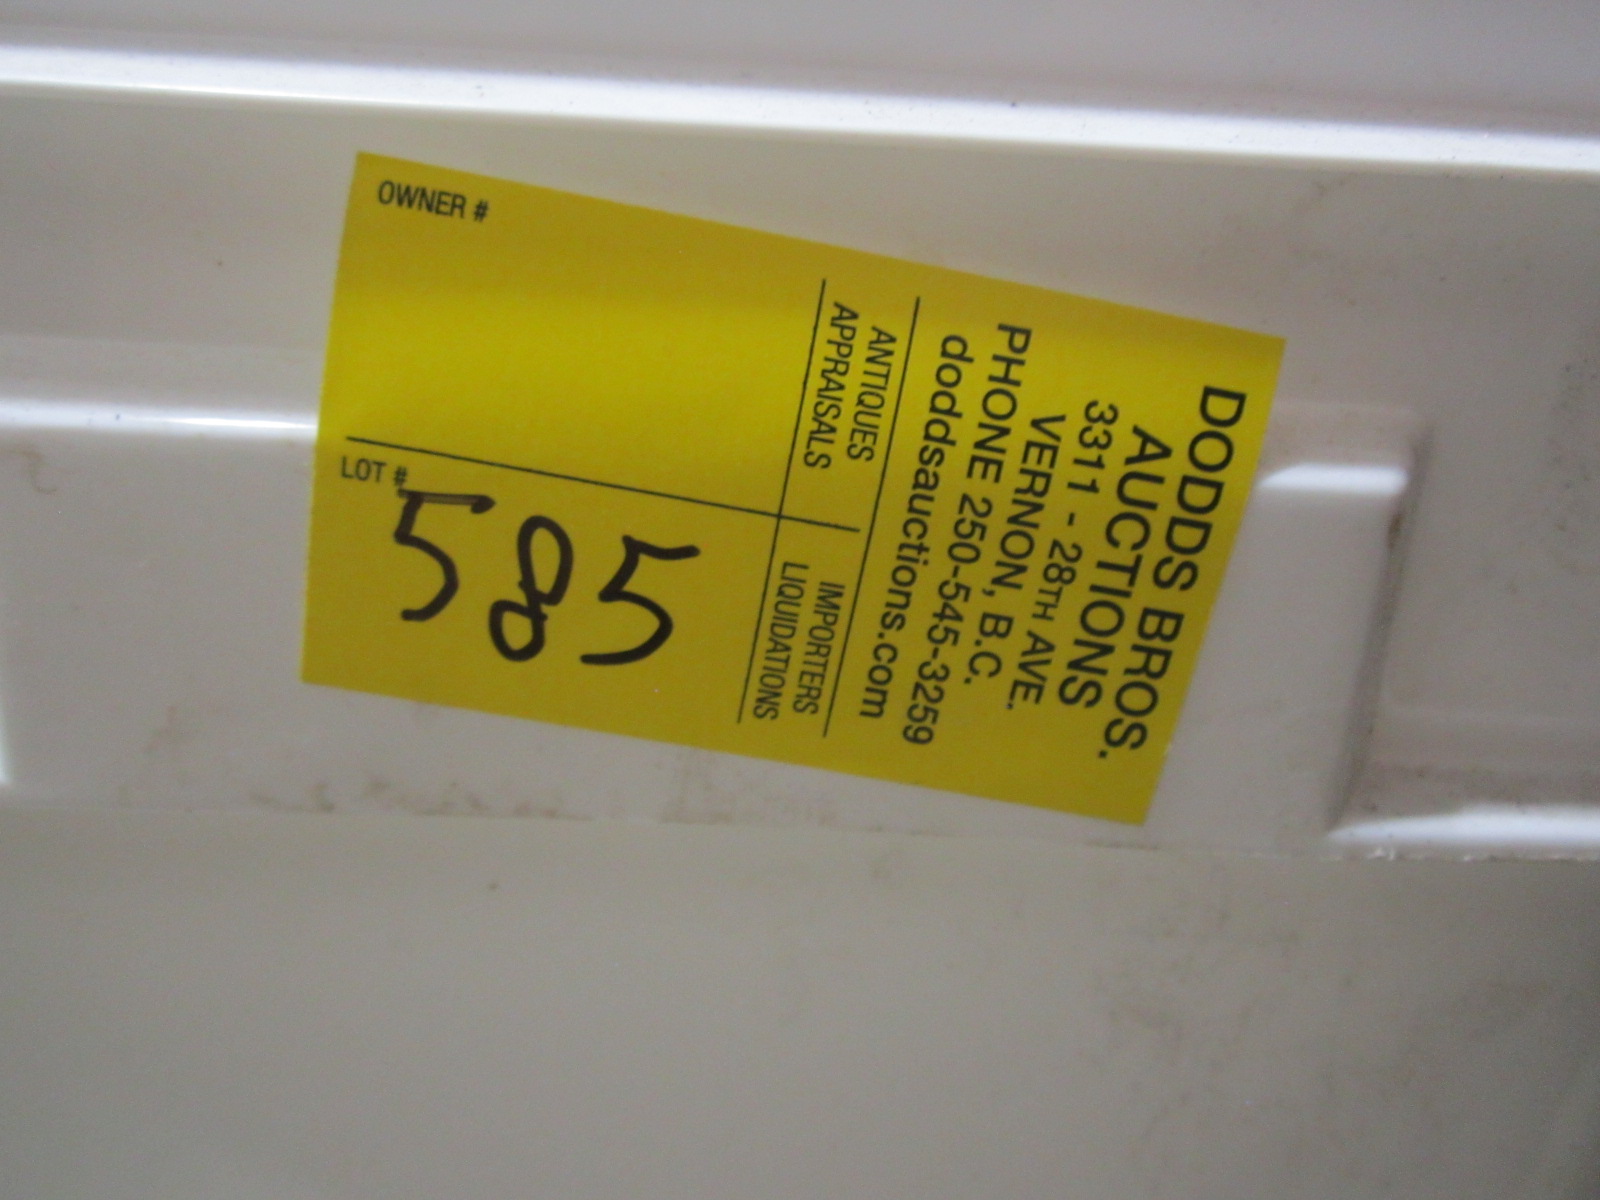 DODDS BROS.
AUCTIONS
3311 - 28TH AVE.
VERNON, B.C.
PHONE 250-545-3259
doddsauctions.com
ANTIQUES
APPRAISALS
IMPORTERS
LIQUIDATIONS
OWNER #
LOT #
585